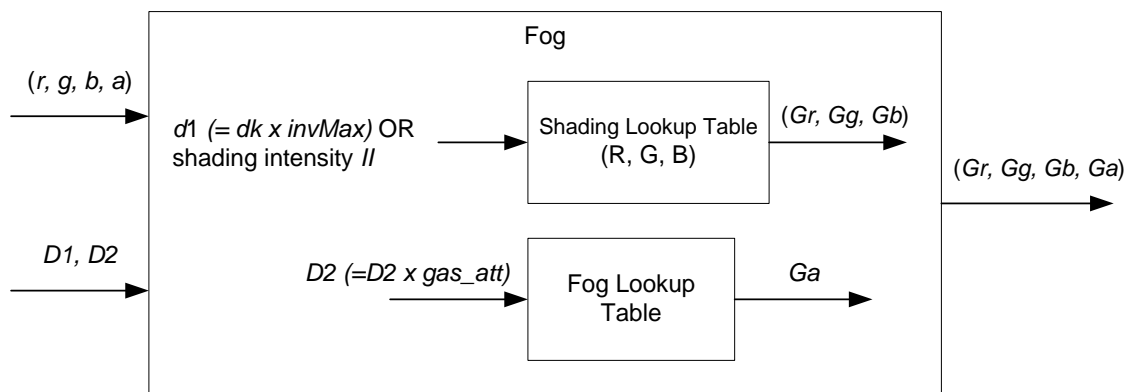 Fog
(r, g, b, a)
d1 (= dk x invMax) OR
shading intensity II
Shading Lookup Table
(R, G, B)
(Gr, Gg, Gb)
(Gr, Gg, Gb, Ga)
D1, D2
D2 (=D2 x gas_att)
Fog Lookup
Table
Ga